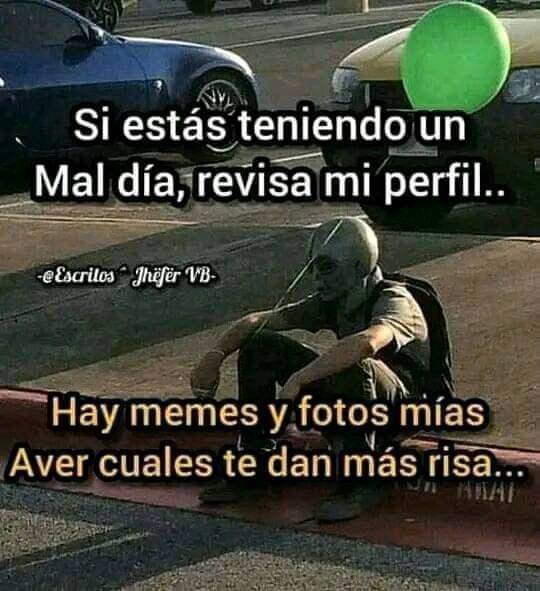 Si estás teniendo un
Mal día, revisa mi perfil..
-@Escritos ^ Jhëfër VB-
Hay memes y fotos mías
Aver cuales te dan más risa...